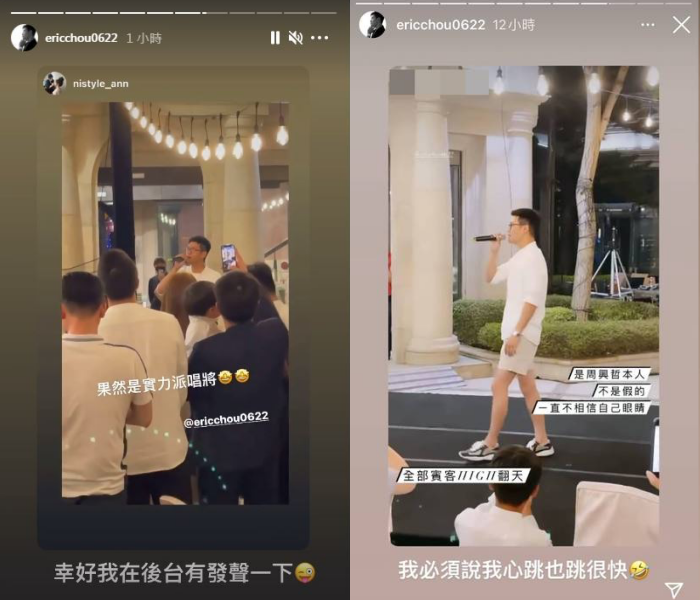 ericchou0622 1 小時
nistyle_ann
果然是實力派唱將🤩🤩
@ericchou0622
幸好我在後台有發聲一下😜
ericchou0622 12小時
是周興哲本人
不是假的
一直不相信自己眼睛
全部賓客HIGH翻天
我必須說我心跳也跳很快🤣